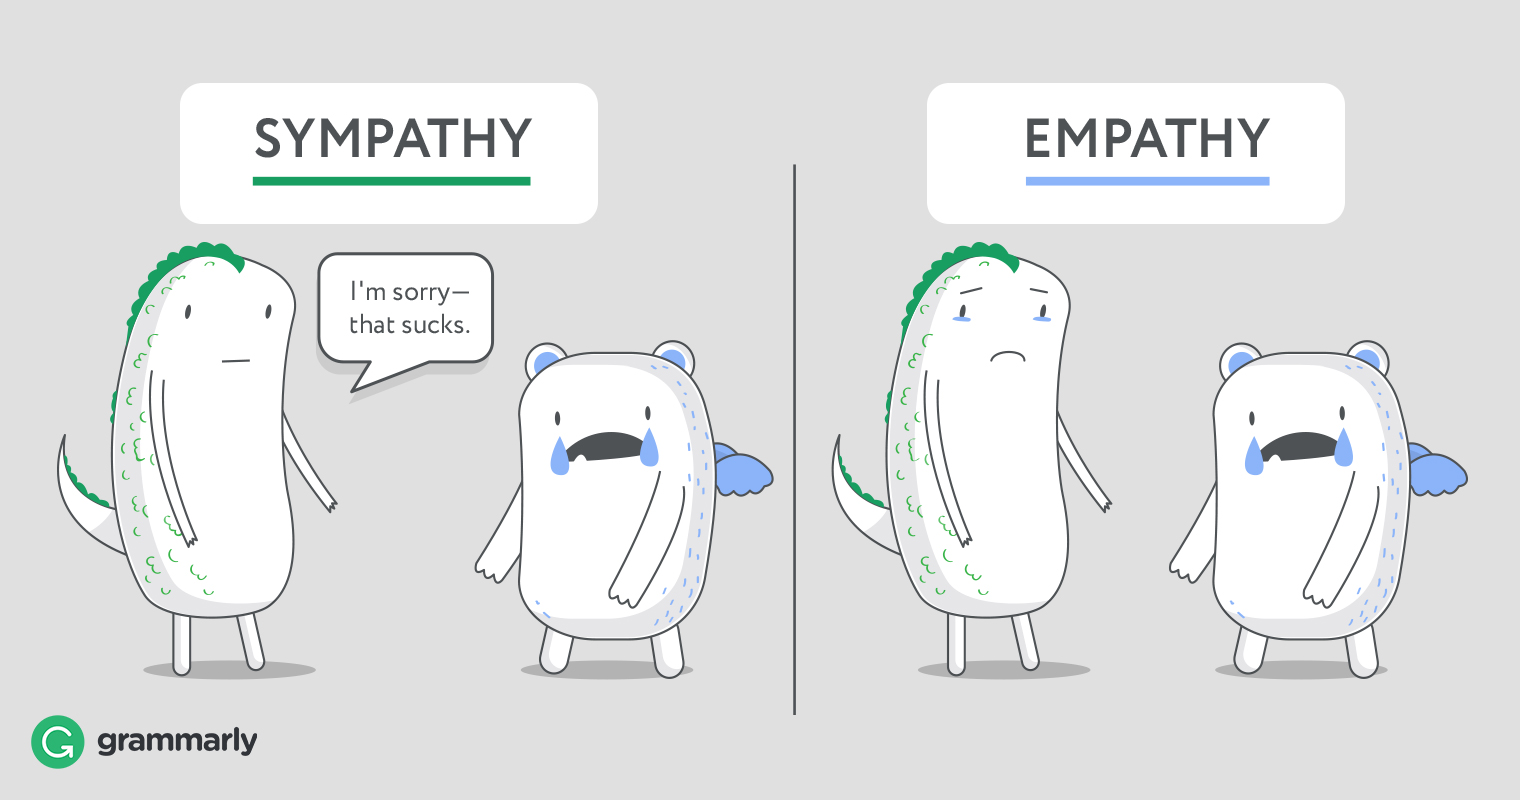 SYMPATHY
EMPATHY
I'm sorry—
that sucks.
grammarly